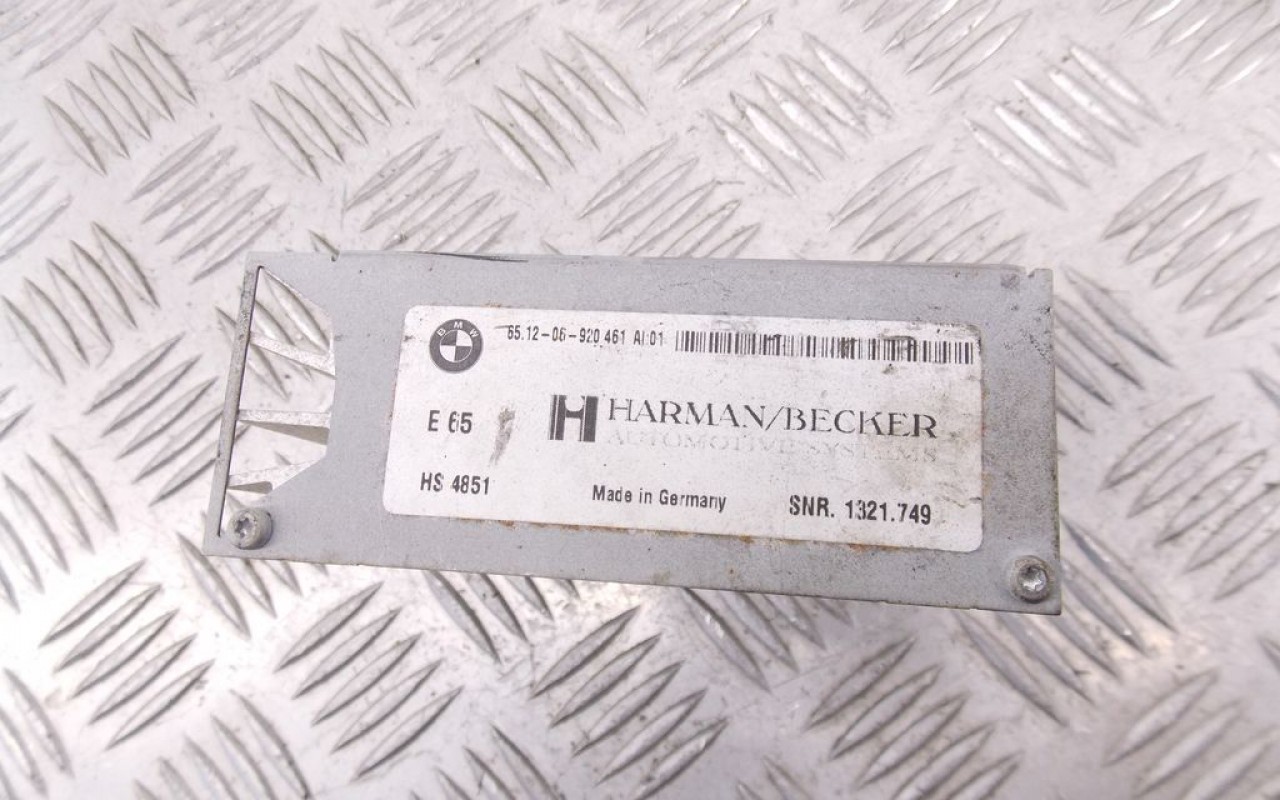 BMW
65.12-06-920 461 AI:01
E 65
HARMAN/BECKER
AUTOMOTIVE SYSTEMS
HS 4851
Made in Germany
SNR. 1321.749